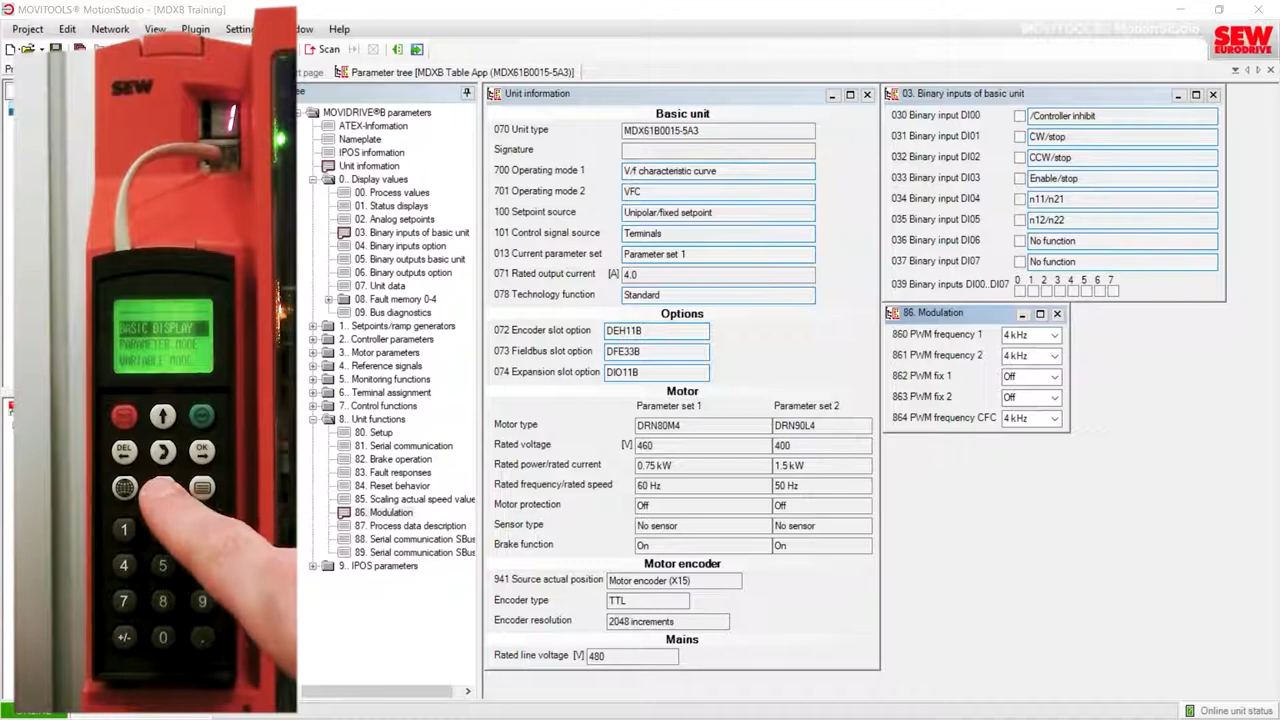 MOVITOOLS® MotionStudio - [MDXB Training]
Project Edit Network View Plugin
Help
MOVITOOLS® MotionStudio
SEW
EURODRIVE
Scan
page
Parameter tree [MDXB Table App (MDX61B0015-5A3)]
MOVIDRIVE®B parameters
ATEX-Information
Nameplate
IPOS information
Unit information
0.. Display values
00. Process values
01. Status displays
02. Analog setpoints
03. Binary inputs of basic unit
04. Binary inputs option
05. Binary outputs basic unit
06. Binary outputs option
07. Unit data
08. Fault memory 0-4
09. Bus diagnostics
1.. Setpoints/ramp generators
2.. Controller parameters
3.. Motor parameters
4.. Reference signals
5.. Monitoring functions
6.. Terminal assignment
7.. Control functions
8.. Unit functions
80. Setup
81. Serial communication
82. Brake operation
83. Fault responses
84. Reset behavior
85. Scaling actual speed value
86. Modulation
87. Process data description
88. Serial communication SBus
89. Serial communication SBus
9.. IPOS parameters
Unit information
Basic unit
070 Unit type MDX61B0015-5A3
Signature
700 Operating mode 1 V/f characteristic curve
701 Operating mode 2 VFC
100 Setpoint source Unipolar/fixed setpoint
101 Control signal source Terminals
013 Current parameter set Parameter set 1
071 Rated output current [A] 4.0
078 Technology function Standard
Options
072 Encoder slot option DEH11B
073 Fieldbus slot option DFE33B
074 Expansion slot option DIO11B
Motor
Parameter set 1 Parameter set 2
Motor type DRN80M4 DRN90L4
Rated voltage [V] 460 400
Rated power/rated current 0.75 kW 1.5 kW
Rated frequency/rated speed 60 Hz 50 Hz
Motor protection Off Off
Sensor type No sensor No sensor
Brake function On On
Motor encoder
941 Source actual position Motor encoder (X15)
Encoder type TTL
Encoder resolution 2048 increments
Mains
Rated line voltage [V] 480
03. Binary inputs of basic unit
030 Binary input DI00 /Controller inhibit
031 Binary input DI01 CW/stop
032 Binary input DI02 CCW/stop
033 Binary input DI03 Enable/stop
034 Binary input DI04 n11/n21
035 Binary input DI05 n12/n22
036 Binary input DI06 No function
037 Binary input DI07 No function
0 1 2 3 4 5 6 7
039 Binary inputs DI00..DI07
86. Modulation
860 PWM frequency 1 4 kHz
861 PWM frequency 2 4 kHz
862 PWM fix 1 Off
863 PWM fix 2 Off
864 PWM frequency CFC 4 kHz
Online unit status
SEW
1
BASIC DISPLAY
PARAMETER MODE
VARIABLE MODE
DEL
OK
1
4 5
7 8 9
+/- 0 .